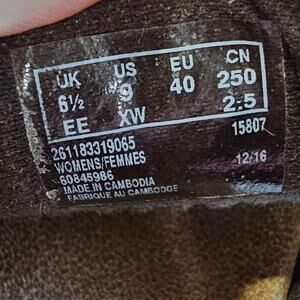 UK US EU CN
6½ 9 40 250
EE XW 2.5
15807
261183319065
WOMENS/FEMMES 12/16
60845986
MADE IN CAMBODIA
FABRIQUE AU CAMBODGE